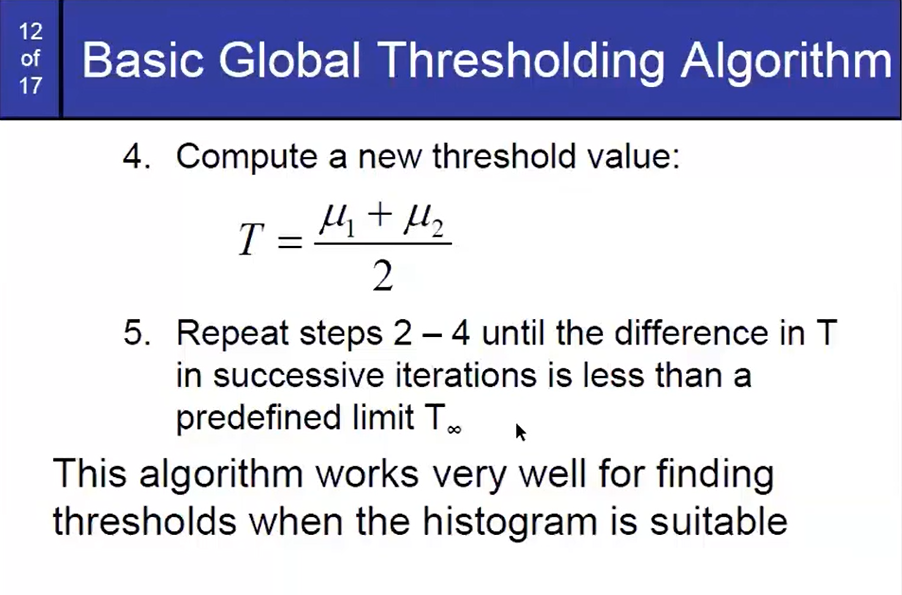 12
of
17
Basic Global Thresholding Algorithm
4. Compute a new threshold value:
T = \frac{μ₁ + μ₂}{2}
5. Repeat steps 2 – 4 until the difference in T
in successive iterations is less than a
predefined limit T∞
This algorithm works very well for finding
thresholds when the histogram is suitable